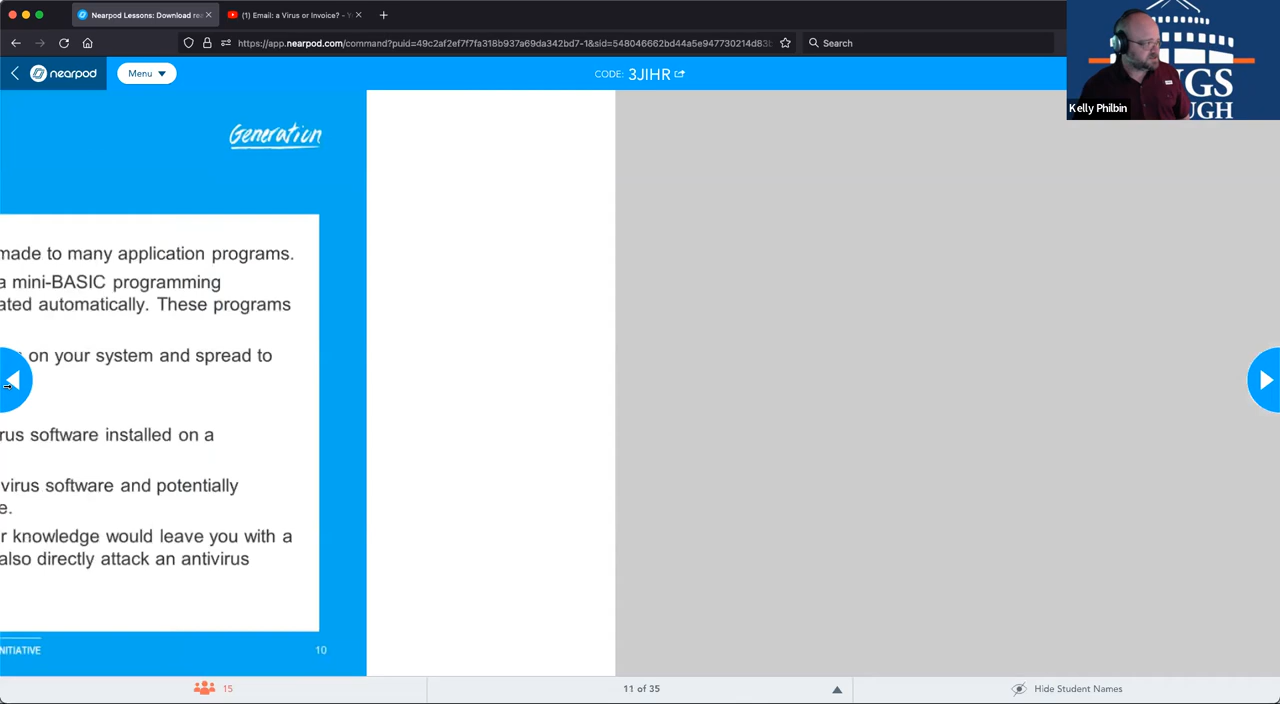 Nearpod Lessons: Download rea
(1) Email: a Virus or Invoice? - Y
https://app.nearpod.com/command?puid=49c2af2ef7f7fa318b937a69da342bd7-1&sid=548046662bd44a5e947730214d83
Search
nearpod
Menu
CODE: 3JIHR
NGS
UGH
Kelly Philbin
Generation
made to many application programs.
a mini-BASIC programming
ated automatically. These programs
on your system and spread to
rus software installed on a
virus software and potentially
e.
r knowledge would leave you with a
also directly attack an antivirus
NITIATIVE
10
15
11 of 35
Hide Student Names